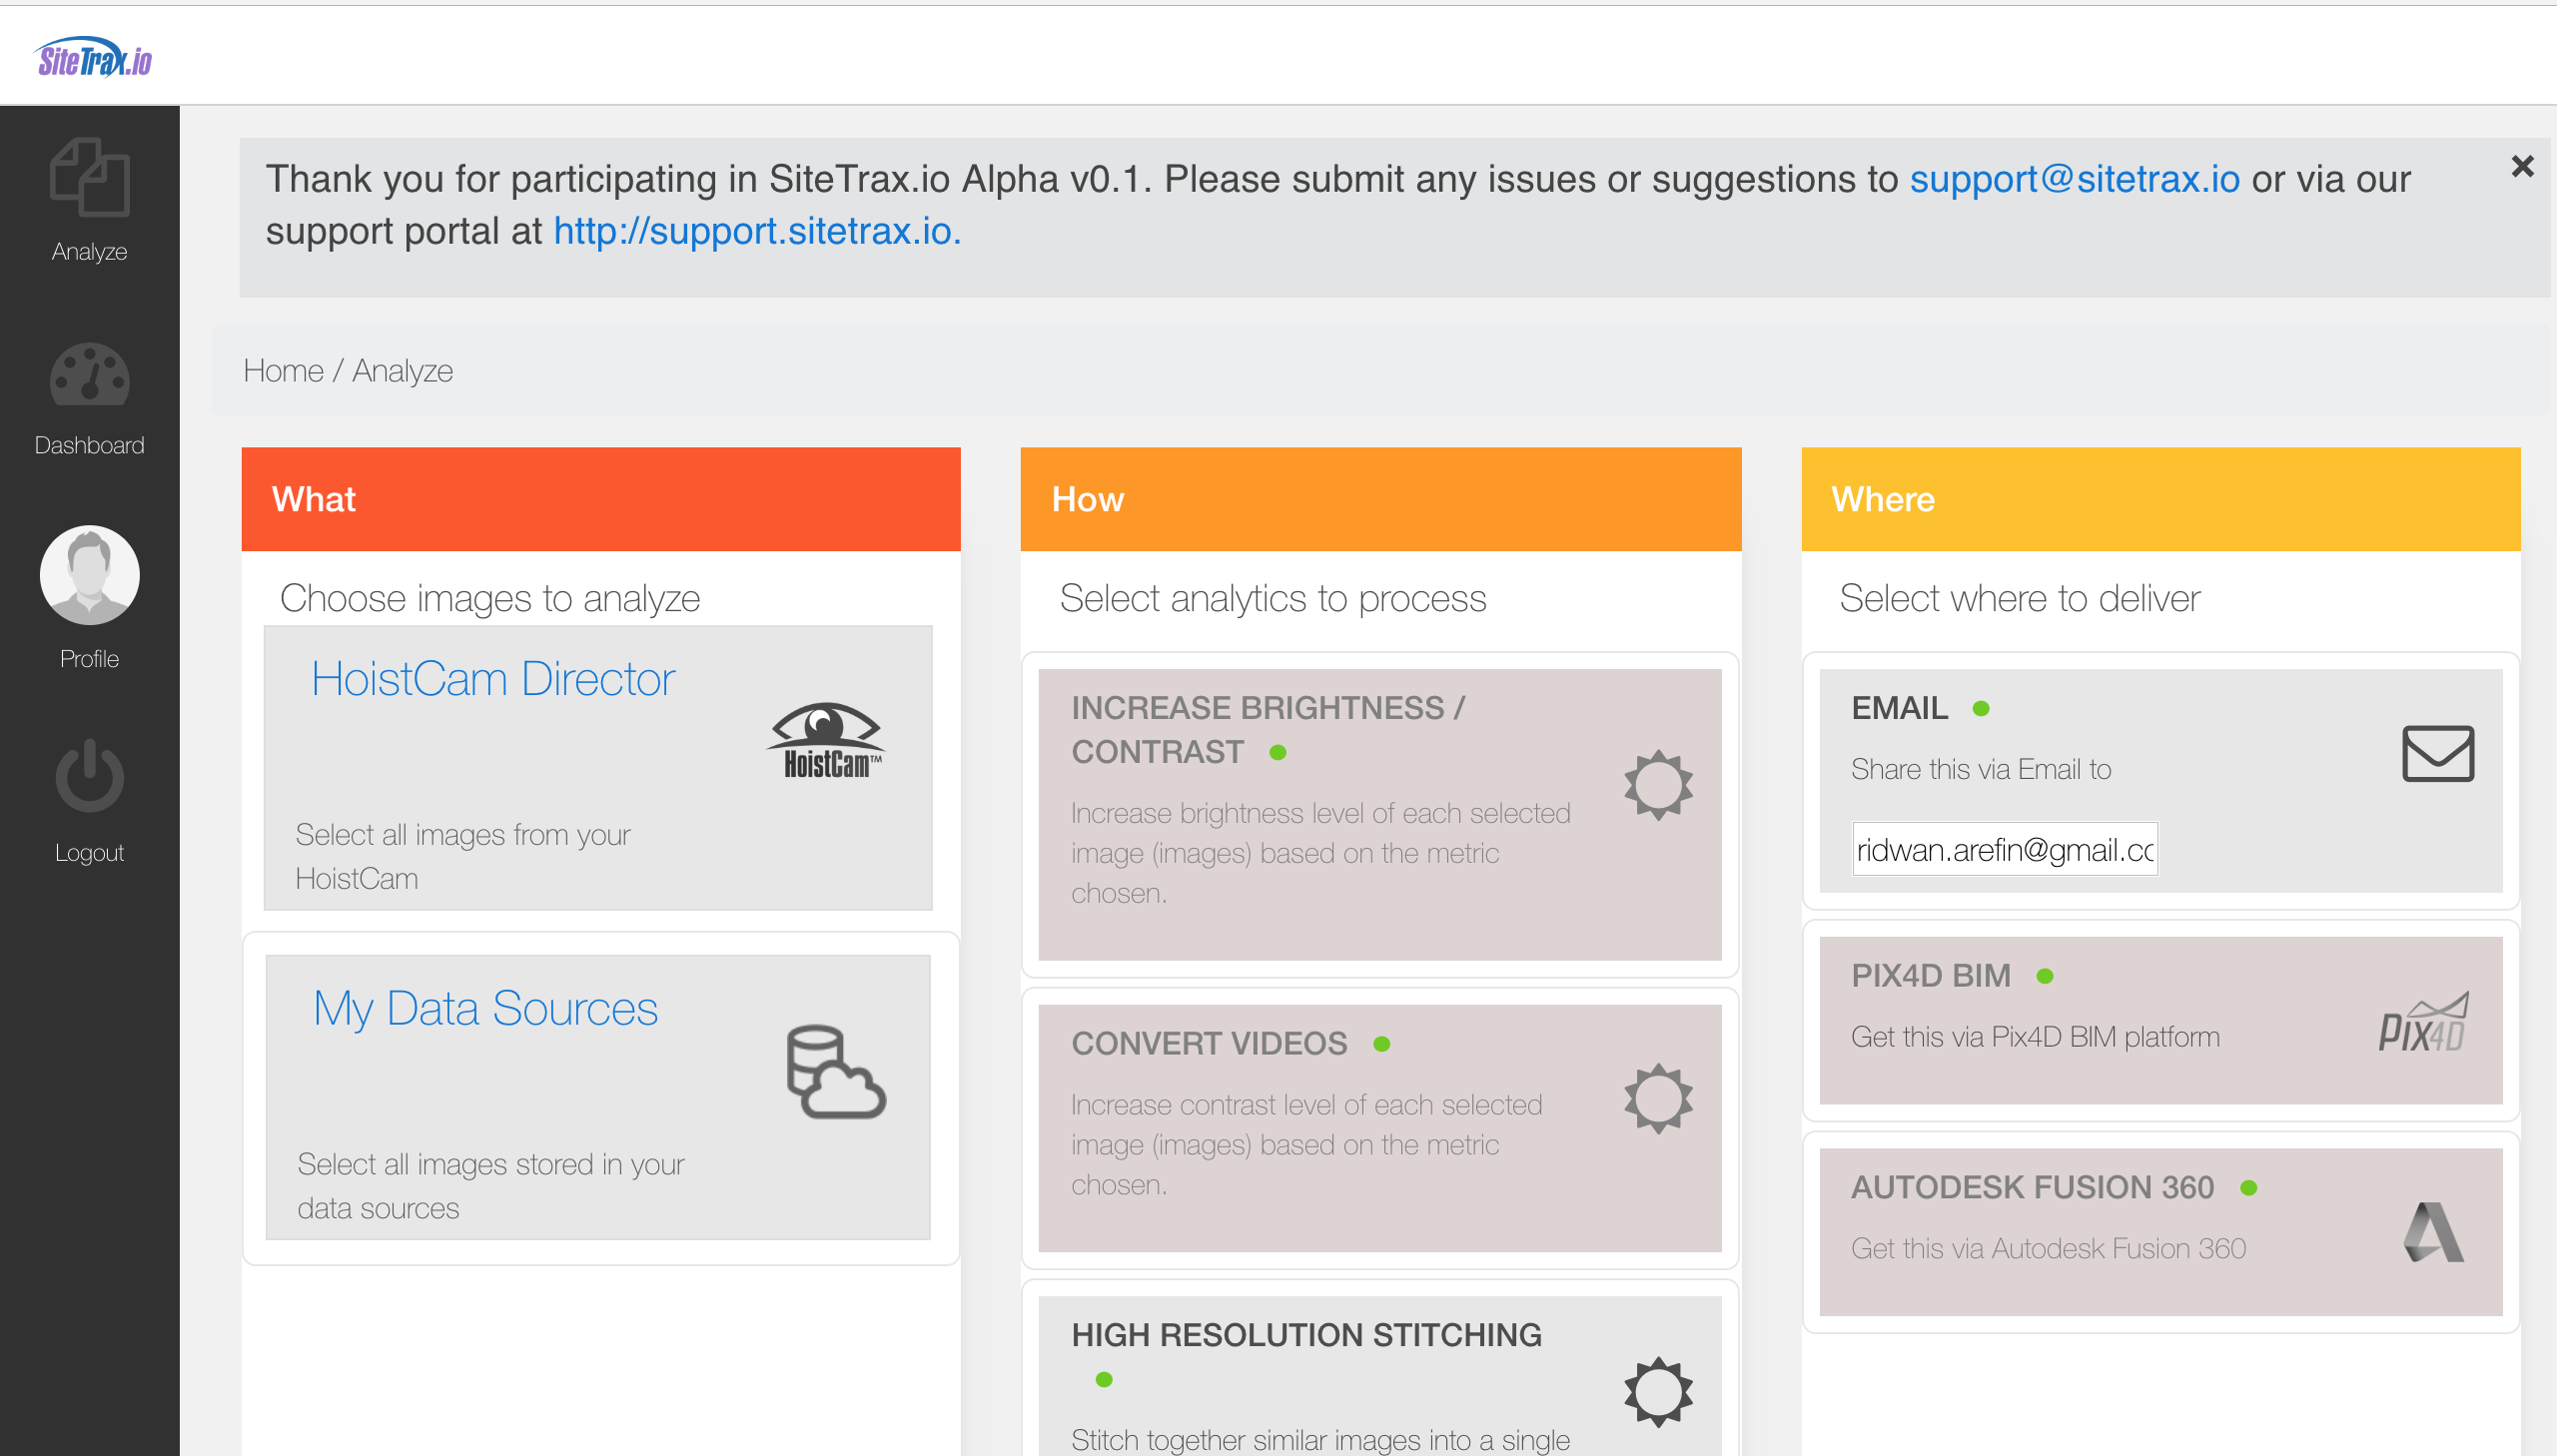 SiteTrax.io
Thank you for participating in SiteTrax.io Alpha v0.1. Please submit any issues or suggestions to support@sitetrax.io or via our
support portal at http://support.sitetrax.io.
Analyze
Dashboard
Profile
Logout
Home / Analyze
What
Choose images to analyze
HoistCam Director
HoistCam™
Select all images from your
HoistCam
My Data Sources
Select all images stored in your
data sources
How
Select analytics to process
INCREASE BRIGHTNESS /
CONTRAST
Increase brightness level of each selected
image (images) based on the metric
chosen.
CONVERT VIDEOS
Increase contrast level of each selected
image (images) based on the metric
chosen.
HIGH RESOLUTION STITCHING
Stitch together similar images into a single
Where
Select where to deliver
EMAIL
Share this via Email to
ridwan.arefin@gmail.cc
PIX4D BIM
Get this via Pix4D BIM platform
PIX4D
AUTODESK FUSION 360
Get this via Autodesk Fusion 360